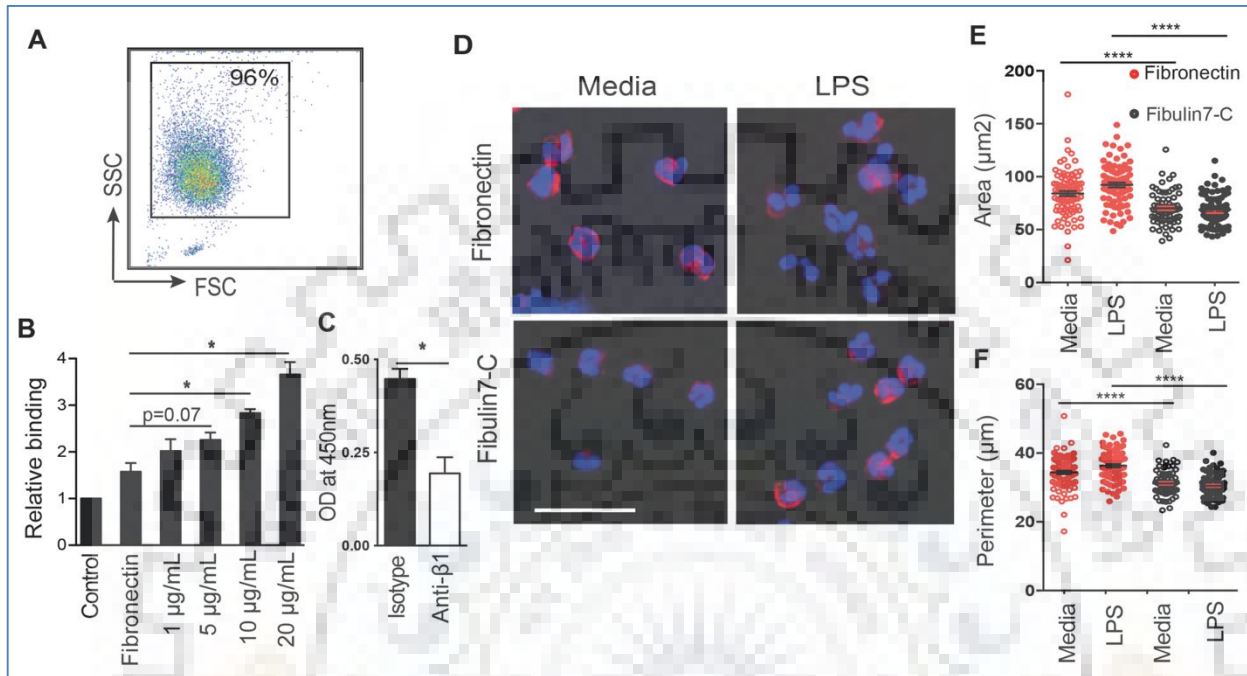 A
96%
SSC
FSC
B
Relative binding
4
3
2
1
0
*
*
p=0.07
Control
Fibronectin
1 µg/mL
5 µg/mL
10 µg/mL
20 µg/mL
C
OD at 450nm
0.50
0.25
0.00
*
Isotype
Anti-β1
D
Media
LPS
Fibronectin
Fibulin7-C
E
****
****
Fibronectin
Fibulin7-C
Area (µm2)
200
150
100
50
0
Media
LPS
Media
LPS
F
****
****
Perimeter (µm)
60
40
20
0
Media
LPS
Media
LPS